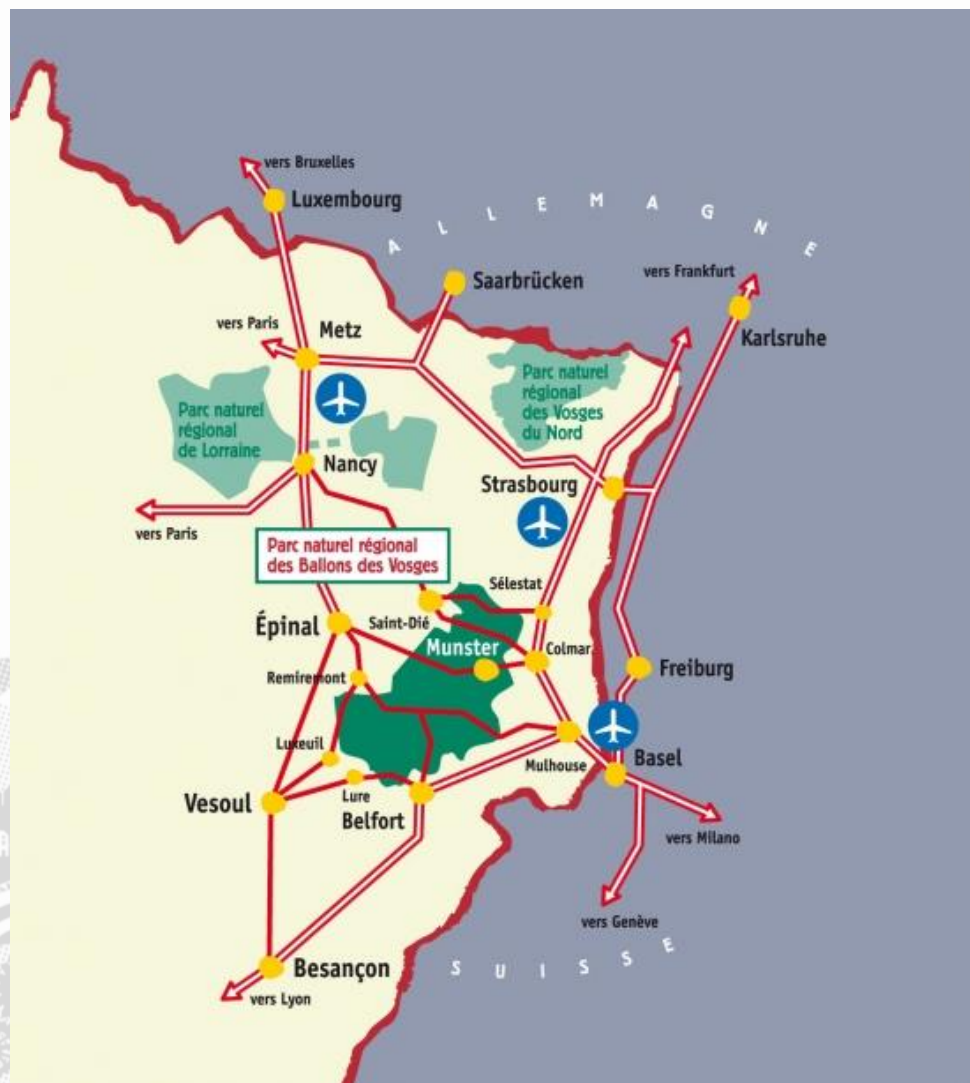 vers Bruxelles
Luxembourg
ALLEMAGNE
Saarbrücken
vers Frankfurt
Karlsruhe
vers Paris
Metz
Parc naturel
régional
de Lorraine
Parc naturel
régional
des Vosges
du Nord
Nancy
Strasbourg
vers Paris
Parc naturel régional
des Ballons des Vosges
Sélestat
Épinal
Saint-Dié
Munster
Colmar
Remiremont
Freiburg
Luxeuil
Mulhouse
Basel
Vesoul
Lure
Belfort
vers Milano
vers Genève
SUISSE
Besançon
vers Lyon